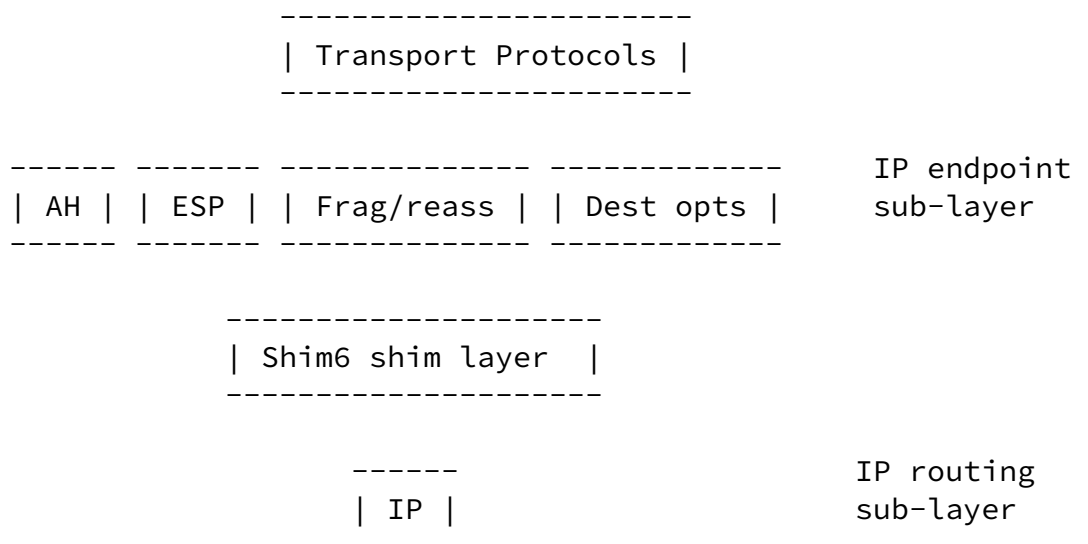 -----------------------
| Transport Protocols |
-----------------------
------ ------- -------------- ------------- IP endpoint
| AH | | ESP | | Frag/reass | | Dest opts | sub-layer
------ ------- -------------- -------------
---------------------
| Shim6 shim layer  |
---------------------
------ IP routing
| IP | sub-layer